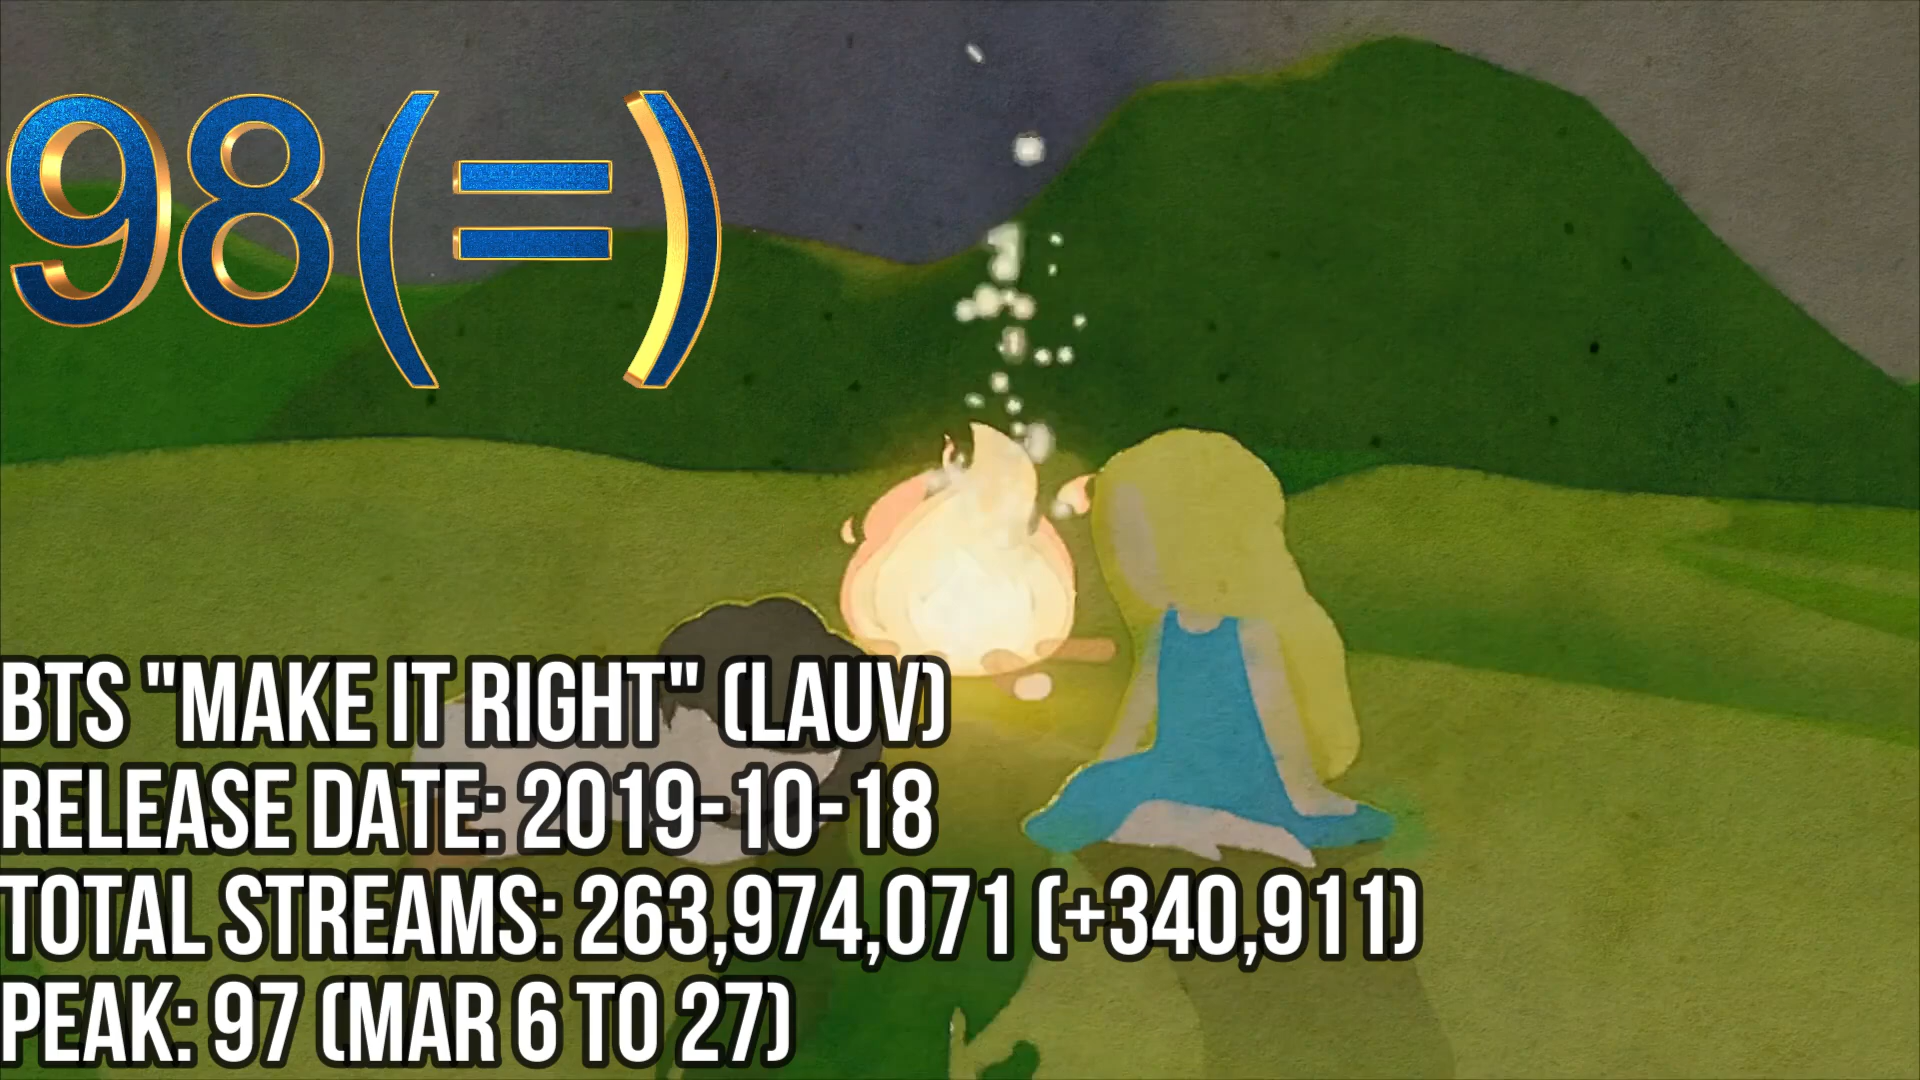 98(=)
BTS "MAKE IT RIGHT" (LAUV)
RELEASE DATE: 2019-10-18
TOTAL STREAMS: 263,974,071 (+340,911)
PEAK: 97 (MAR 6 TO 27)